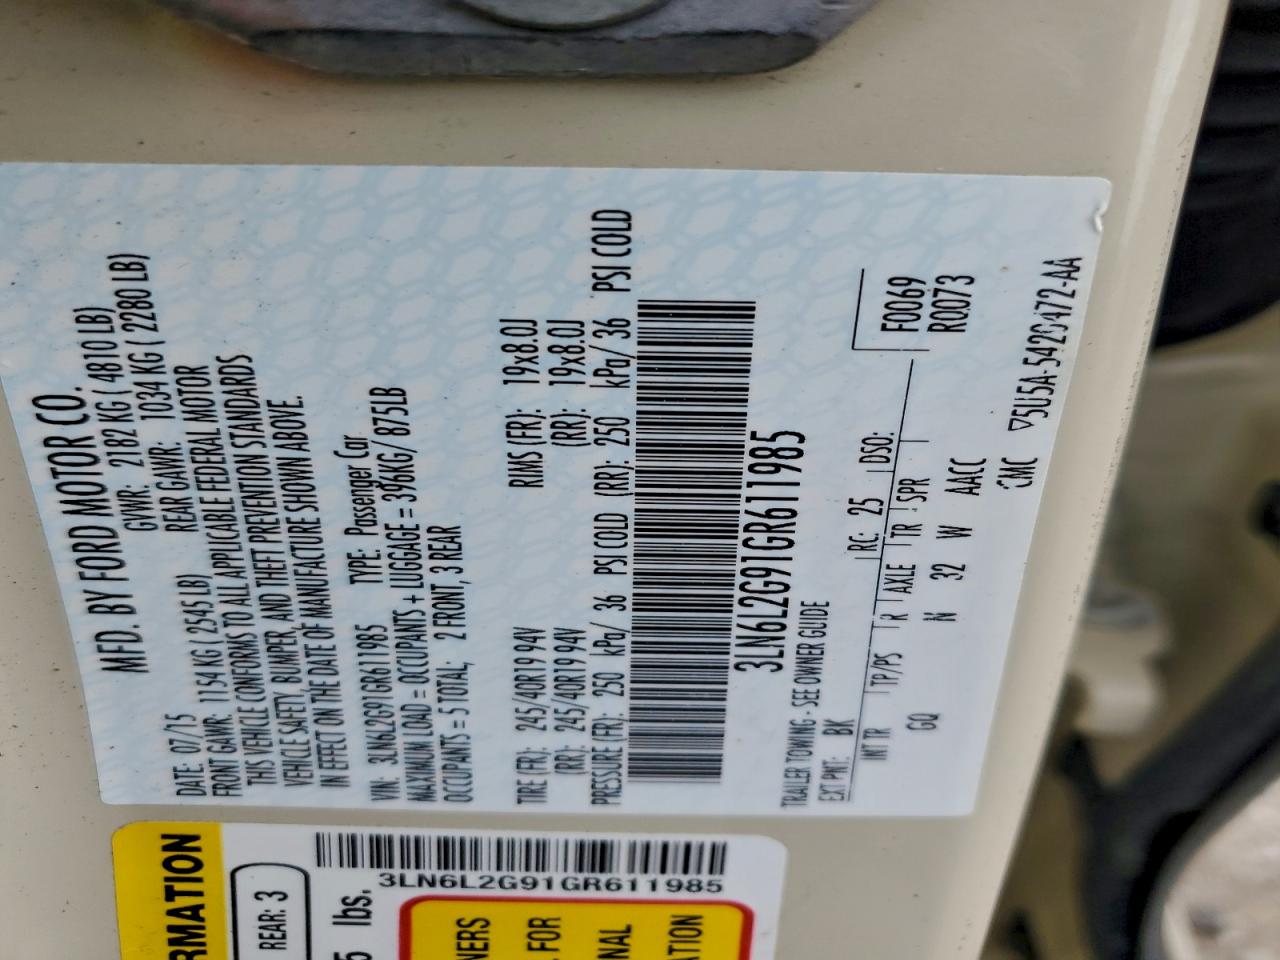 MFD. BY FORD MOTOR CO.
DATE: 07/15 GVWR: 2182 KG ( 4810 LB)
FRONT GAWR: 1154 KG ( 2545 LB) REAR GAWR: 1034 KG ( 2280 LB)
THIS VEHICLE CONFORMS TO ALL APPLICABLE FEDERAL MOTOR
VEHICLE SAFETY, BUMPER, AND THEFT PREVENTION STANDARDS
IN EFFECT ON THE DATE OF MANUFACTURE SHOWN ABOVE.
VIN: 3LN6L2G91GR611985 TYPE: Passenger Car
MAXIMUM LOAD = OCCUPANTS + LUGGAGE = 396KG/ 875LB
OCCUPANTS = 5 TOTAL, 2 FRONT, 3 REAR
TIRE (FR): 245/40R19 94V RIMS (FR): 19x8.0J
(RR): 245/40R19 94V (RR): 19x8.0J
PRESSURE (FR): 250 kPa/ 36 PSI COLD (RR): 250 kPa/ 36 PSI COLD
3LN6L2G91GR611985
TRAILER TOWING - SEE OWNER GUIDE
EXT PNT: BK RC: 25 DSO: F0069
INT TR TP/PS R AXLE TR SPR R0073
GQ N 32 W AACC
CMC
3LN6L2G91GR611985
RMATION
REAR: 3
lbs.